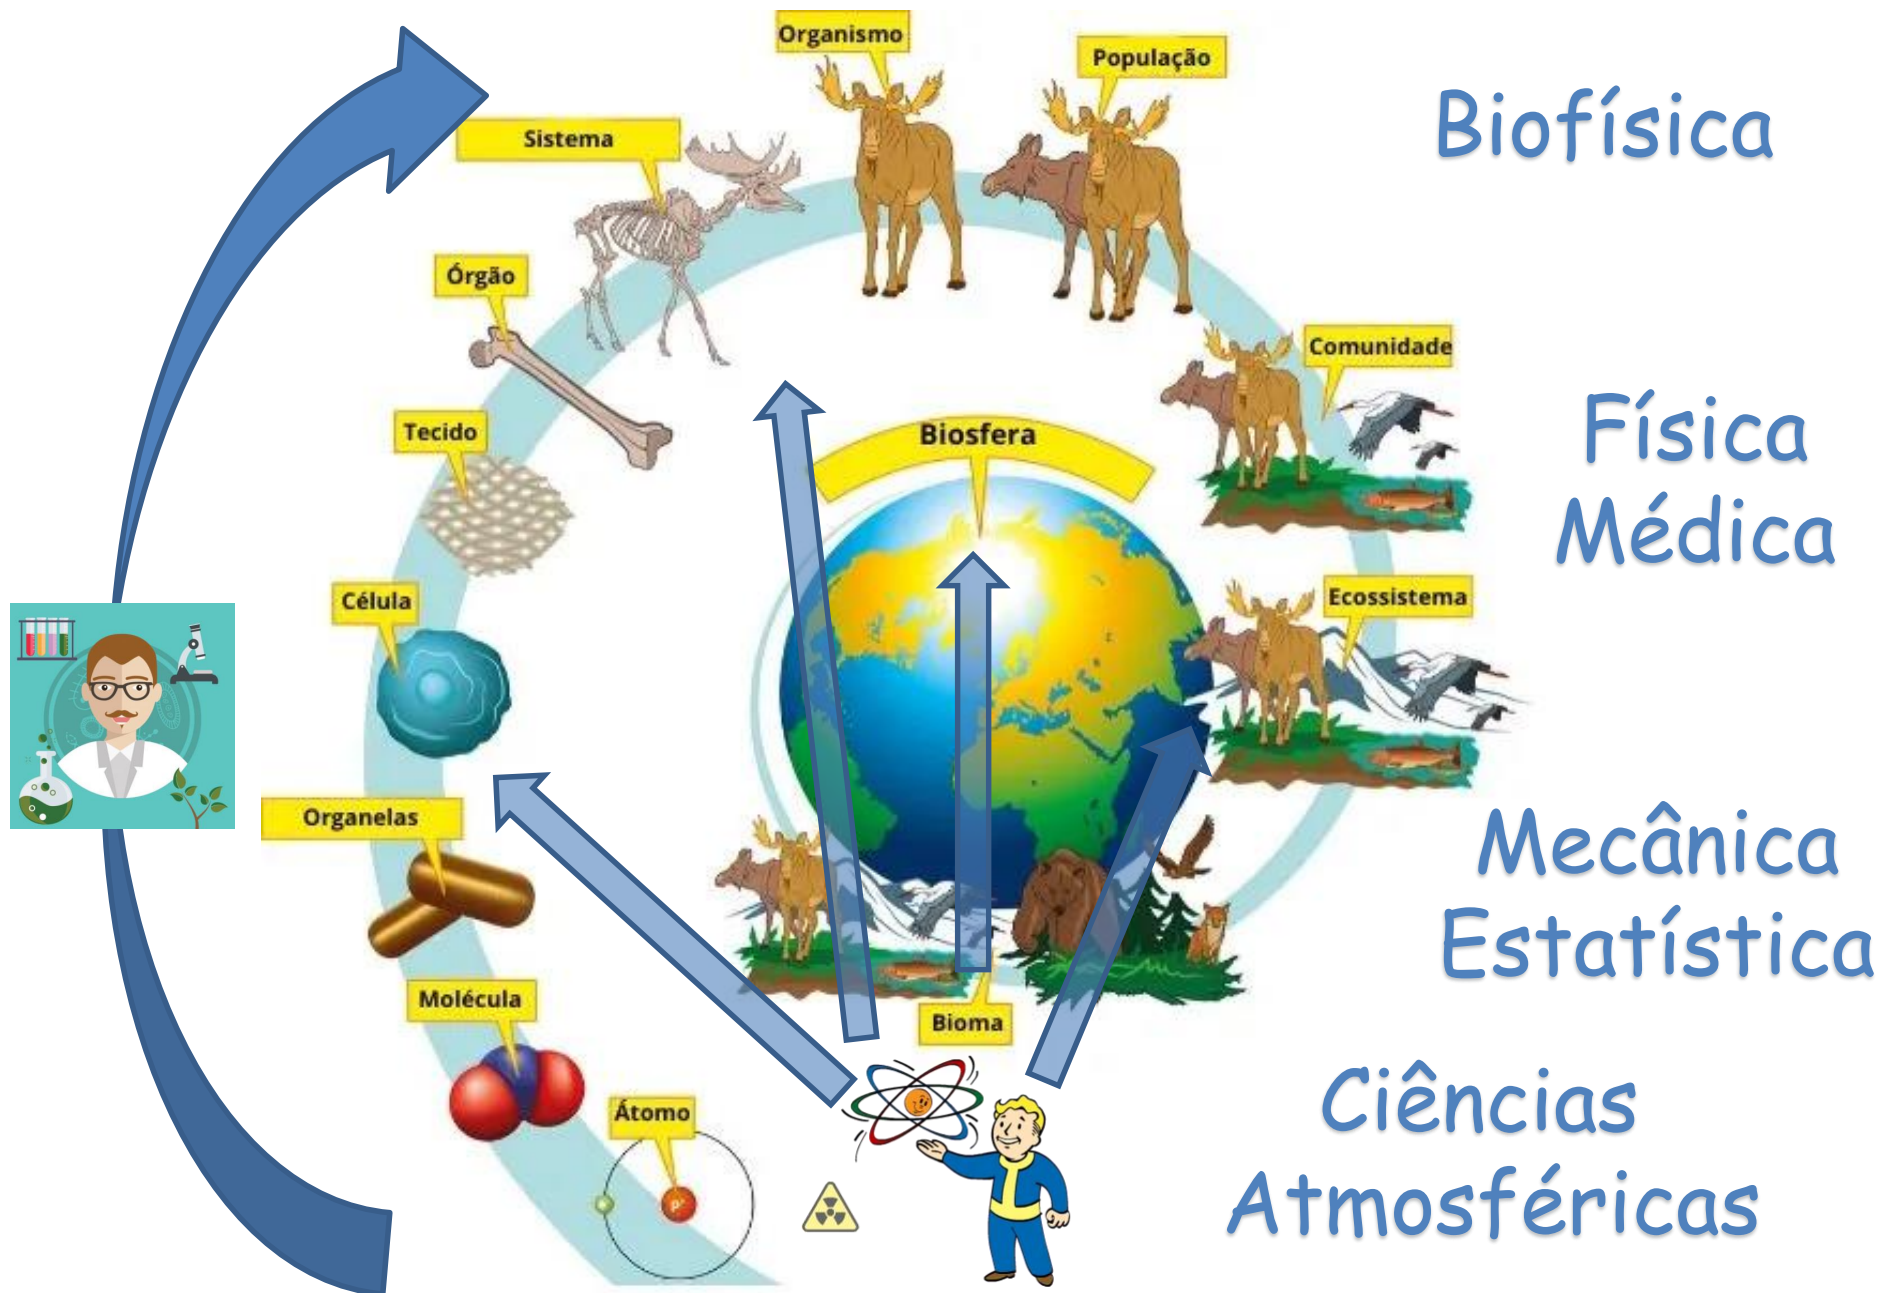 Organismo
População
Biofísica
Sistema
Órgão
Comunidade
Física
Médica
Tecido
Biosfera
Célula
Ecossistema
Organelas
Mecânica
Estatística
Molécula
Bioma
Átomo
P+
Ciências
Atmosféricas